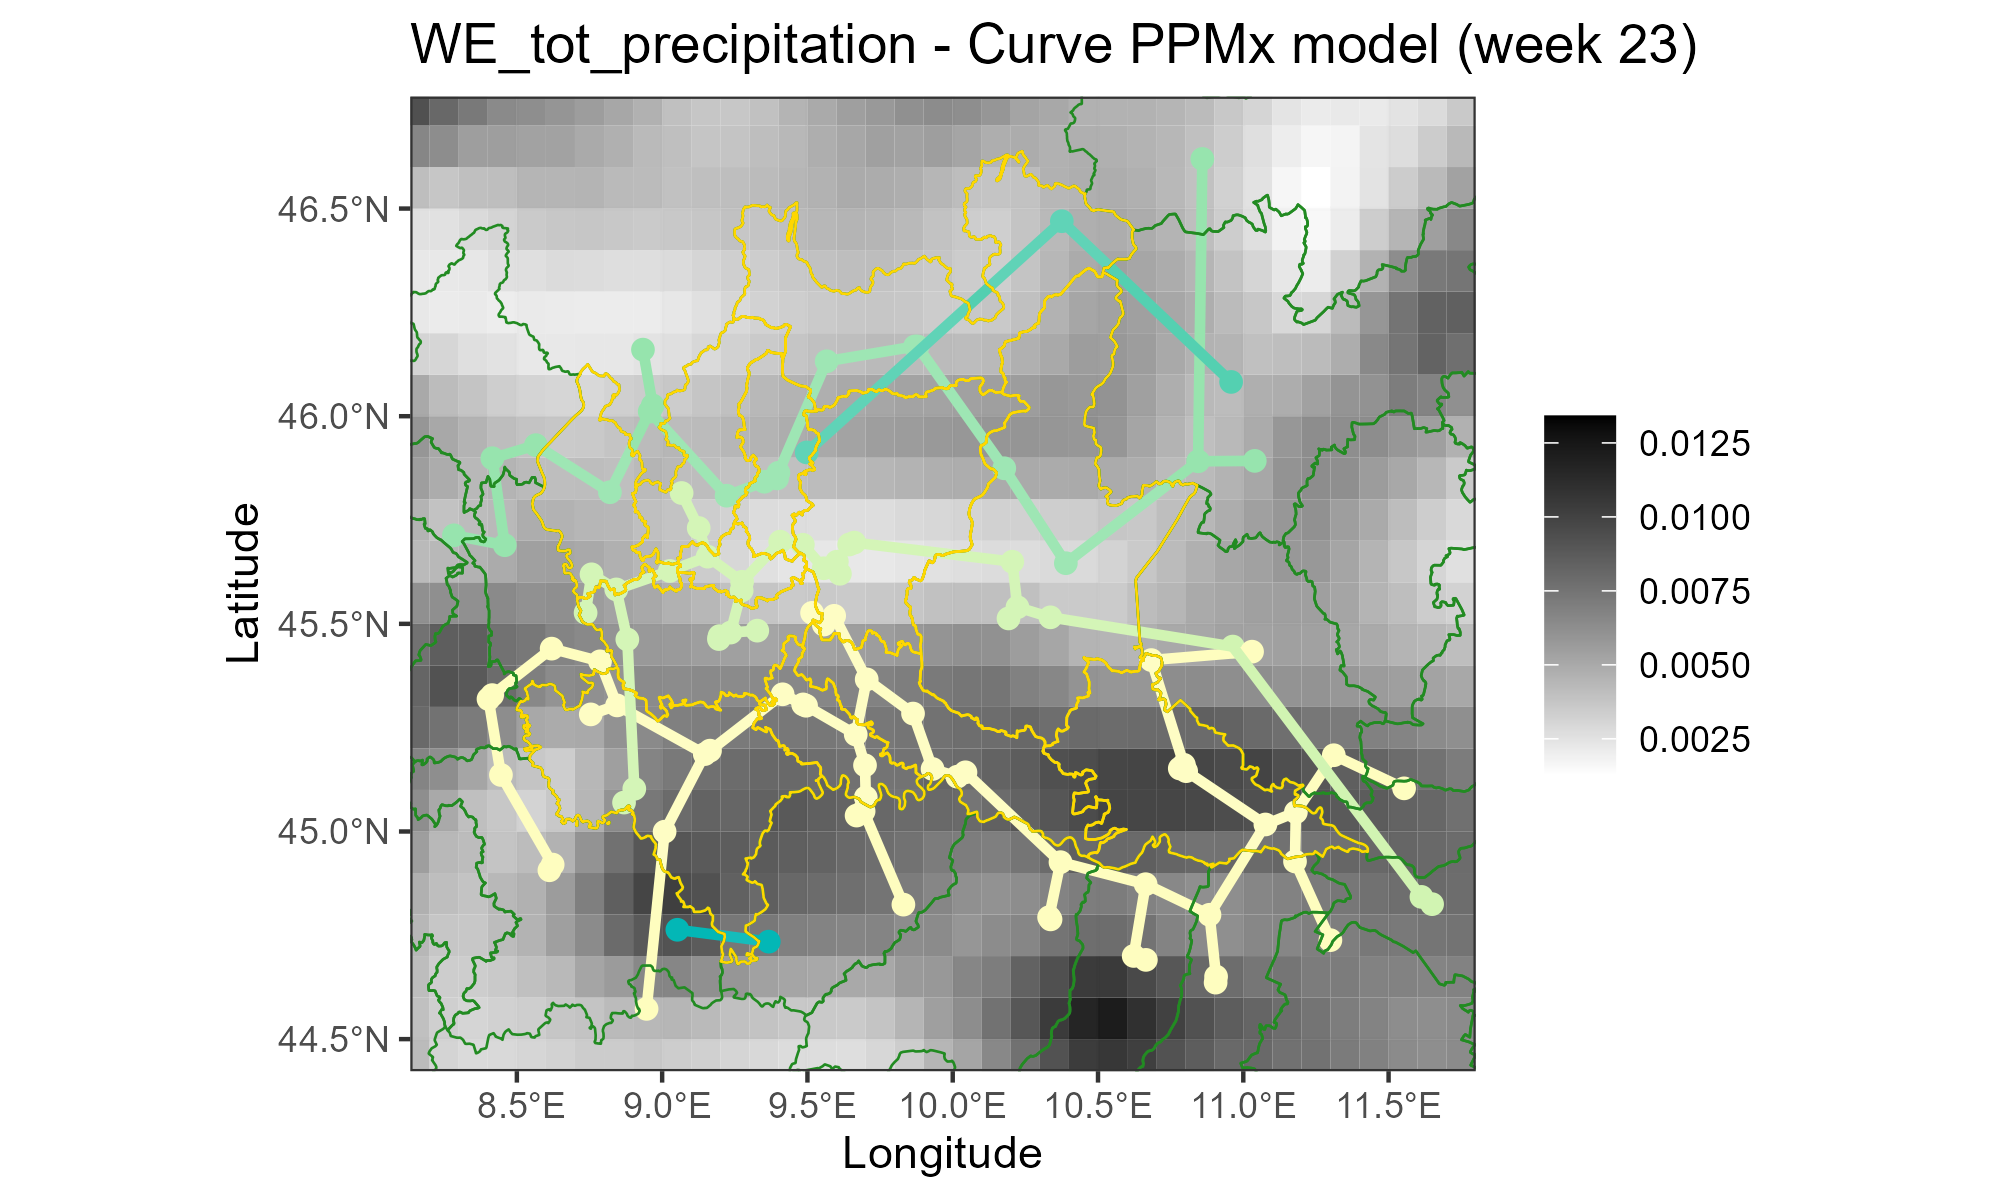 WE_tot_precipitation - Curve PPMx model (week 23)
Latitude
46.5°N
46.0°N
45.5°N
45.0°N
44.5°N
8.5°E
9.0°E
9.5°E
10.0°E
10.5°E
11.0°E
11.5°E
Longitude
0.0125
0.0100
0.0075
0.0050
0.0025